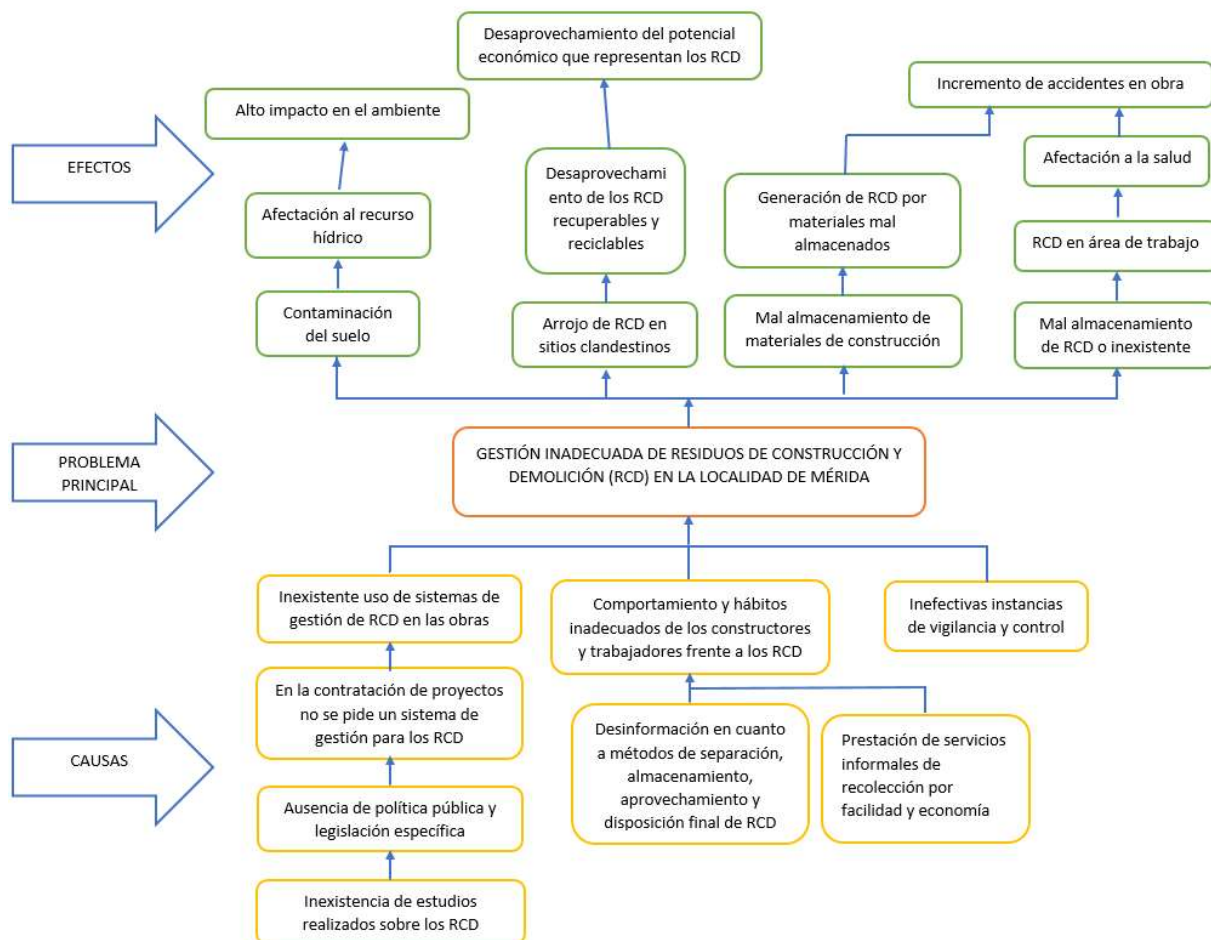 Desaprovechamiento del potencial
económico que representan los RCD
Alto impacto en el ambiente
Incremento de accidentes en obra
EFECTOS
Afectación al recurso
hídrico
Desaprovechami
ento de los RCD
recuperables y
reciclables
Generación de RCD por
materiales mal
almacenados
Afectación a la salud
RCD en área de trabajo
Contaminación
del suelo
Arrojo de RCD en
sitios clandestinos
Mal almacenamiento de
materiales de construcción
Mal almacenamiento
de RCD o inexistente
PROBLEMA
PRINCIPAL
GESTIÓN INADECUADA DE RESIDUOS DE CONSTRUCCIÓN Y
DEMOLICIÓN (RCD) EN LA LOCALIDAD DE MÉRIDA
Inexistente uso de sistemas de
gestión de RCD en las obras
Comportamiento y hábitos
inadecuados de los constructores
y trabajadores frente a los RCD
Inefectivas instancias
de vigilancia y control
CAUSAS
En la contratación de proyectos
no se pide un sistema de
gestión para los RCD
Desinformación en cuanto
a métodos de separación,
almacenamiento,
aprovechamiento y
disposición final de RCD
Prestación de servicios
informales de
recolección por
facilidad y economía
Ausencia de política pública y
legislación específica
Inexistencia de estudios
realizados sobre los RCD